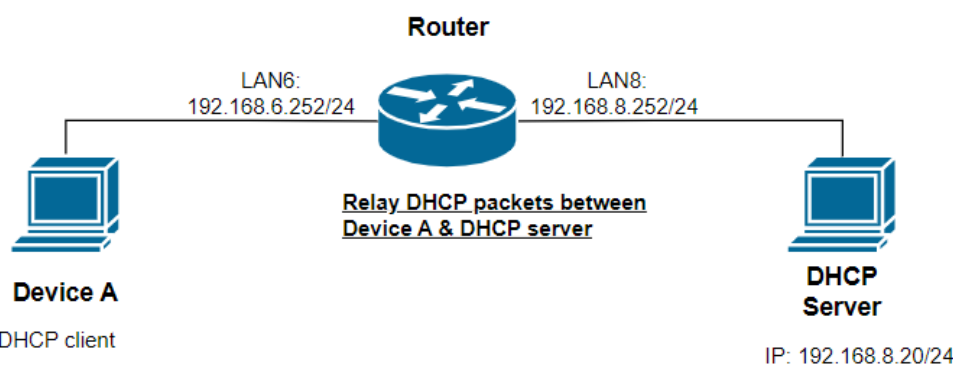 Router
LAN6:
192.168.6.252/24
LAN8:
192.168.8.252/24
Relay DHCP packets between
Device A & DHCP server
Device A
DHCP client
DHCP
Server
IP: 192.168.8.20/24